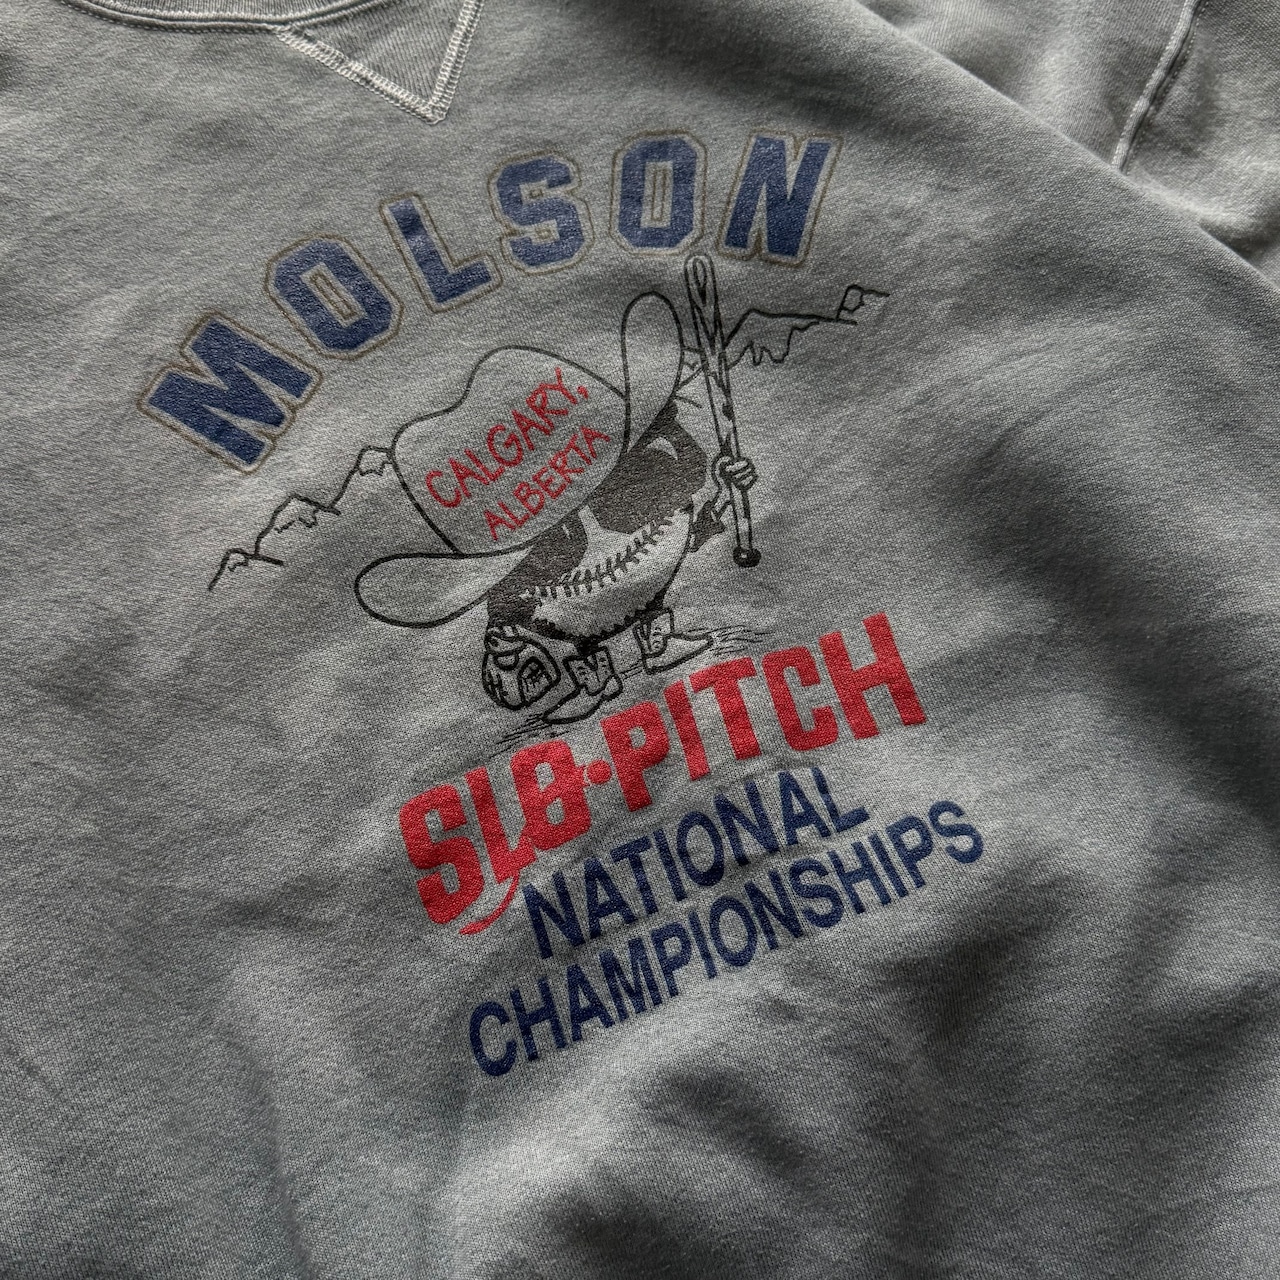 MOLSON
CALGARY,
ALBERTA
SLO·PITCH
NATIONAL
CHAMPIONSHIPS